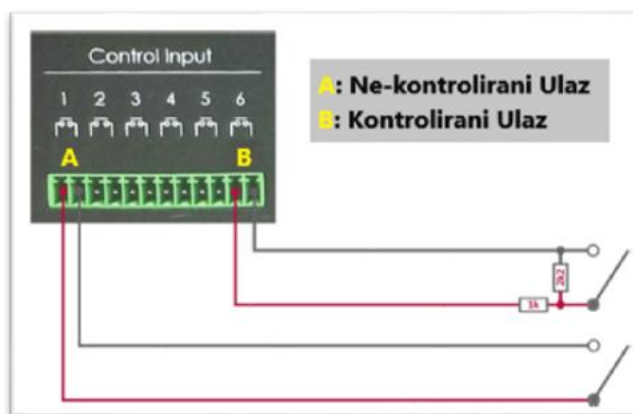 Control Input
1 2 3 4 5 6
A B
A: Ne-kontrolirani Ulaz
B: Kontrolirani Ulaz
2k2
1k